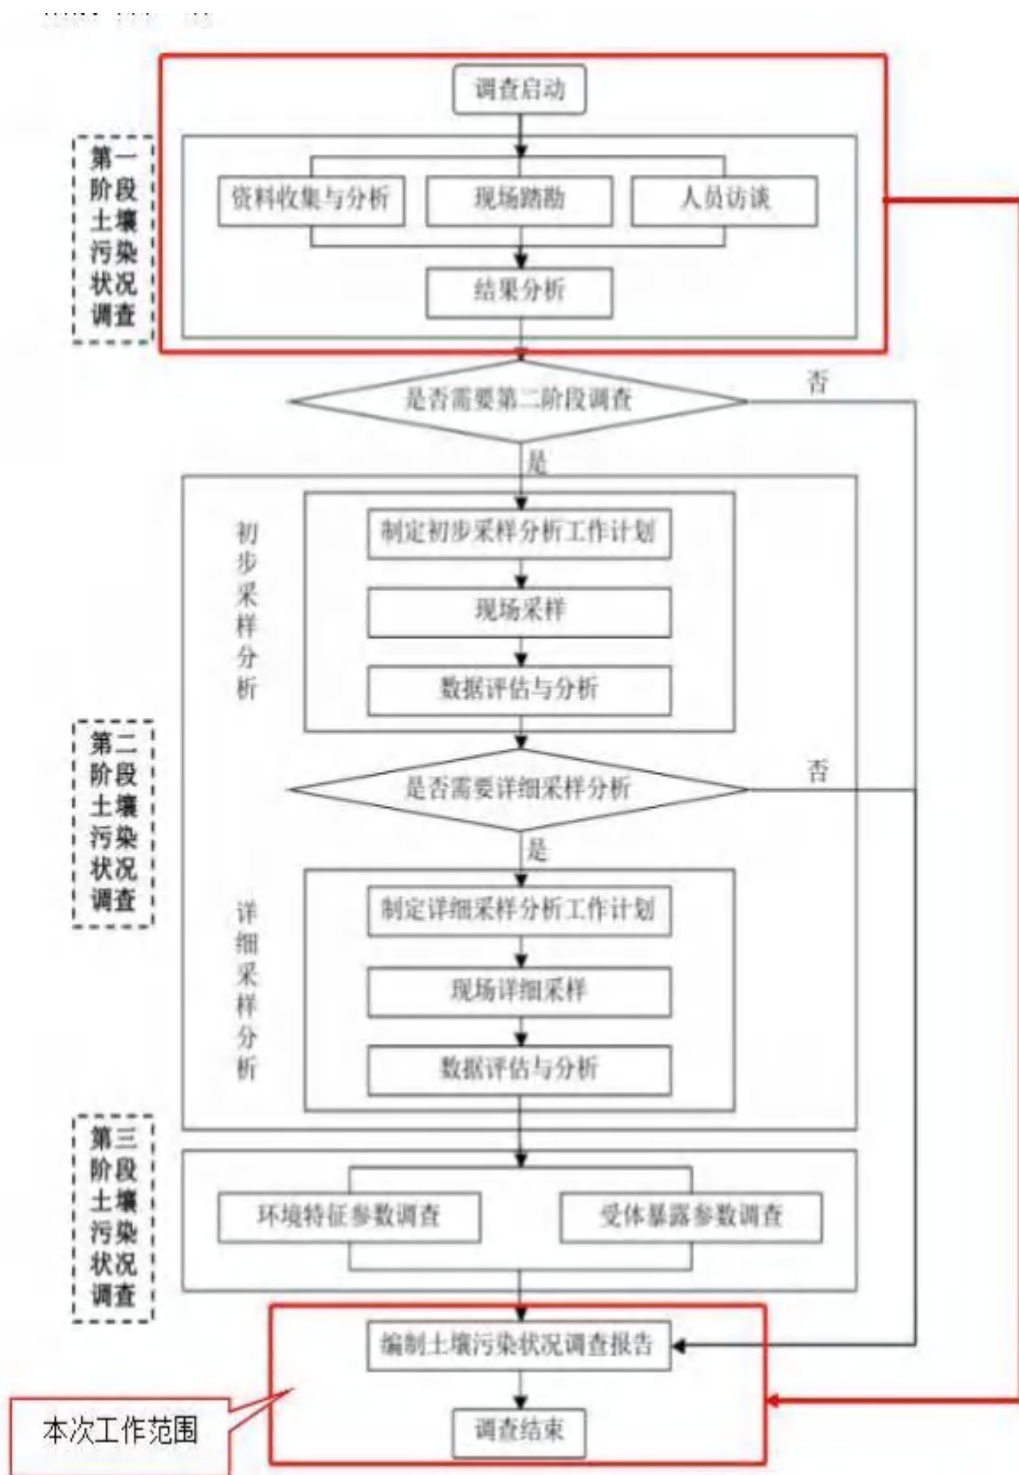 调查启动
第一
阶段
土壤
污染
状况
调查
资料收集与分析
现场踏勘
人员访谈
结果分析
是否需要第二阶段调查
否
是
初步采样分析
制定初步采样分析工作计划
现场采样
数据评估与分析
第二
阶段
土壤
污染
状况
调查
是否需要详细采样分析
否
是
详细采样分析
制定详细采样分析工作计划
现场详细采样
数据评估与分析
第三
阶段
土壤
污染
状况
调查
环境特征参数调查
受体暴露参数调查
编制土壤污染状况调查报告
本次工作范围
调查结束